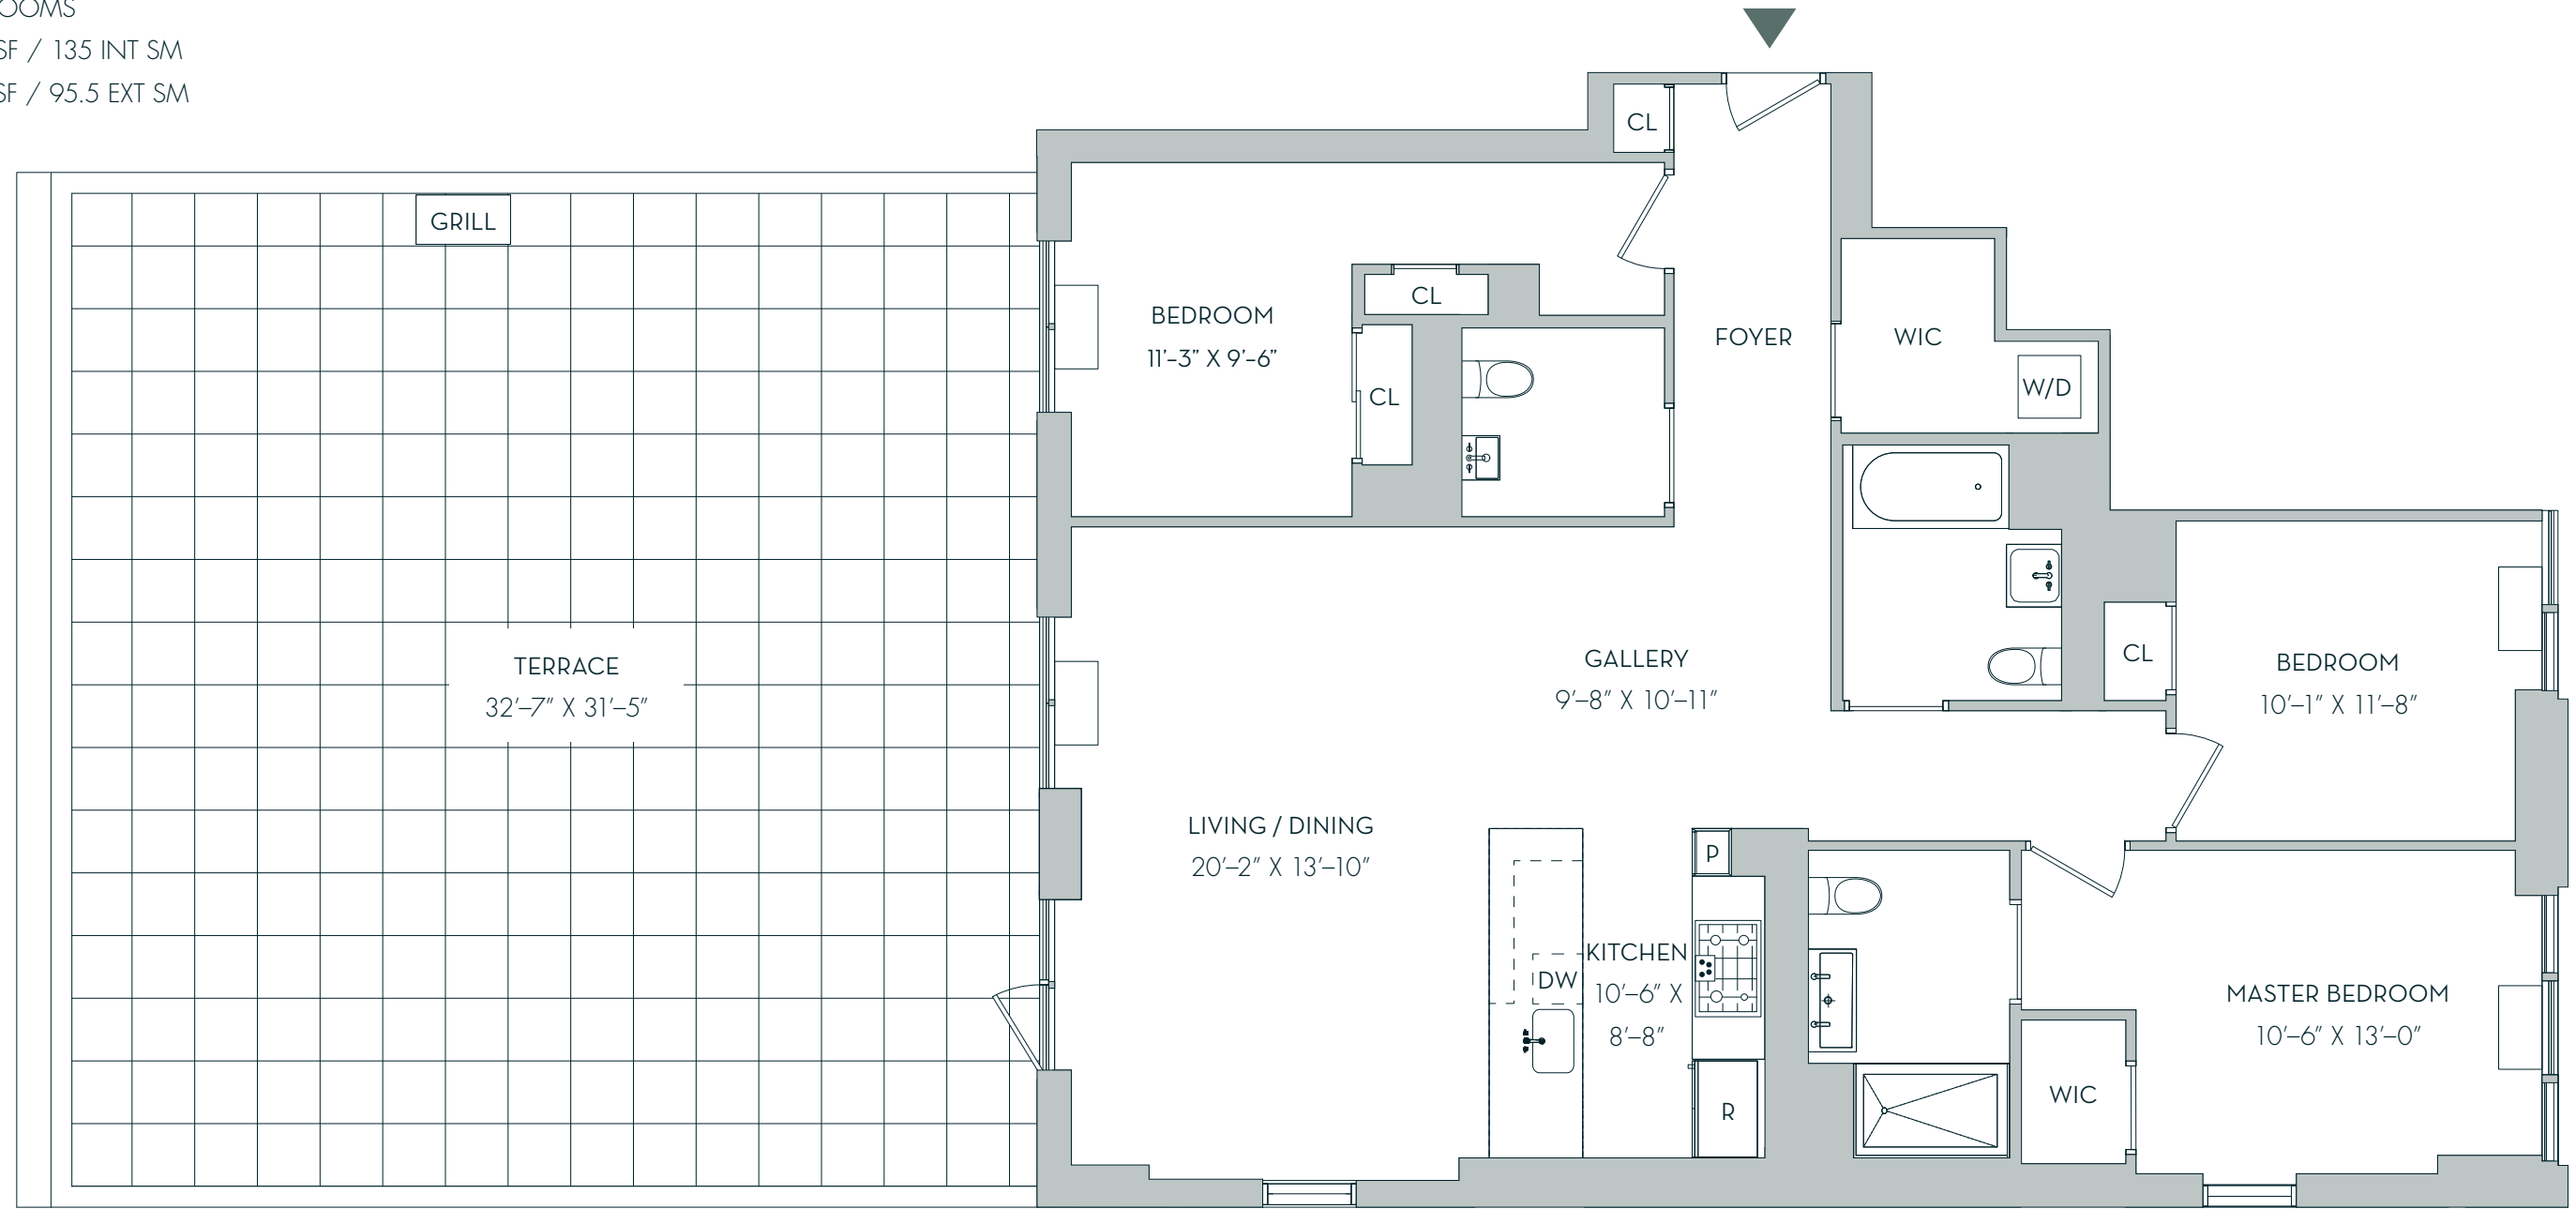 SF / 135 INT SM
SF / 95.5 EXT SM
CL
GRILL
BEDROOM
11'-3" X 9'-6"
CL
CL
FOYER
WIC
W/D
TERRACE
32'–7" X 31'–5"
GALLERY
9'–8" X 10'–11"
CL
BEDROOM
10'–1" X 11'–8"
LIVING / DINING
20'–2" X 13'–10"
P
KITCHEN
10'–6" X
8'–8"
DW
R
MASTER BEDROOM
10'–6" X 13'–0"
WIC